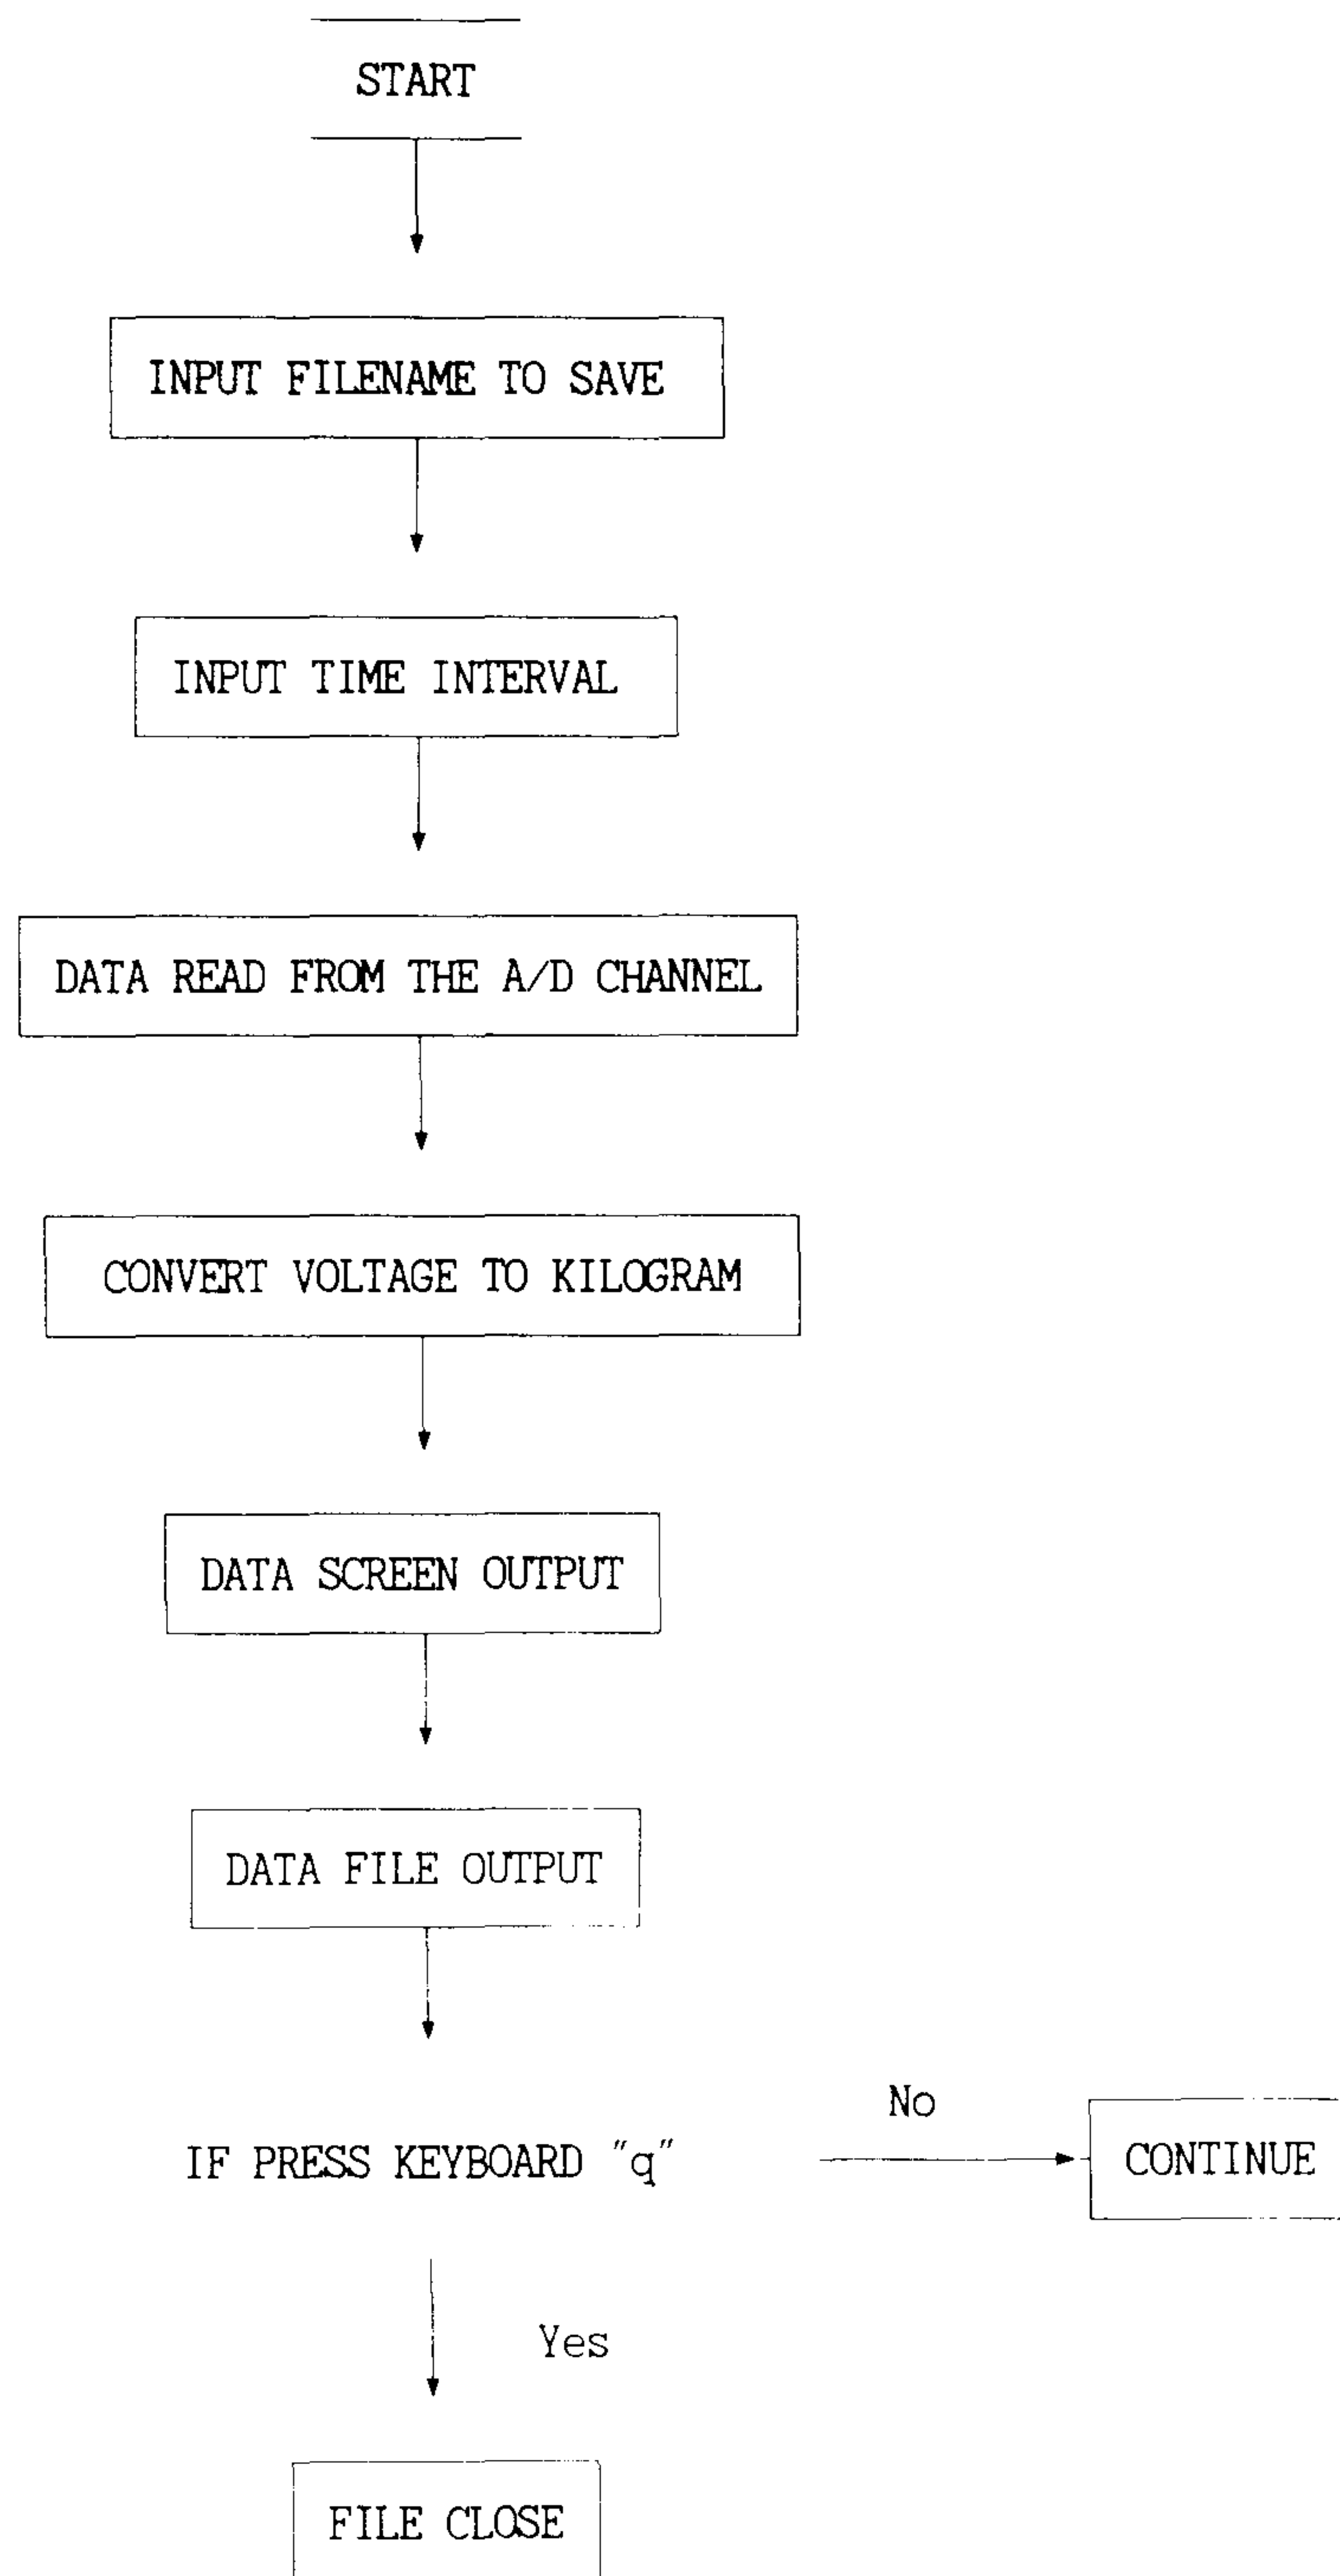 START
INPUT FILENAME TO SAVE
INPUT TIME INTERVAL
DATA READ FROM THE A/D CHANNEL
CONVERT VOLTAGE TO KILOGRAM
DATA SCREEN OUTPUT
DATA FILE OUTPUT
No
IF PRESS KEYBOARD "q"
CONTINUE
Yes
FILE CLOSE